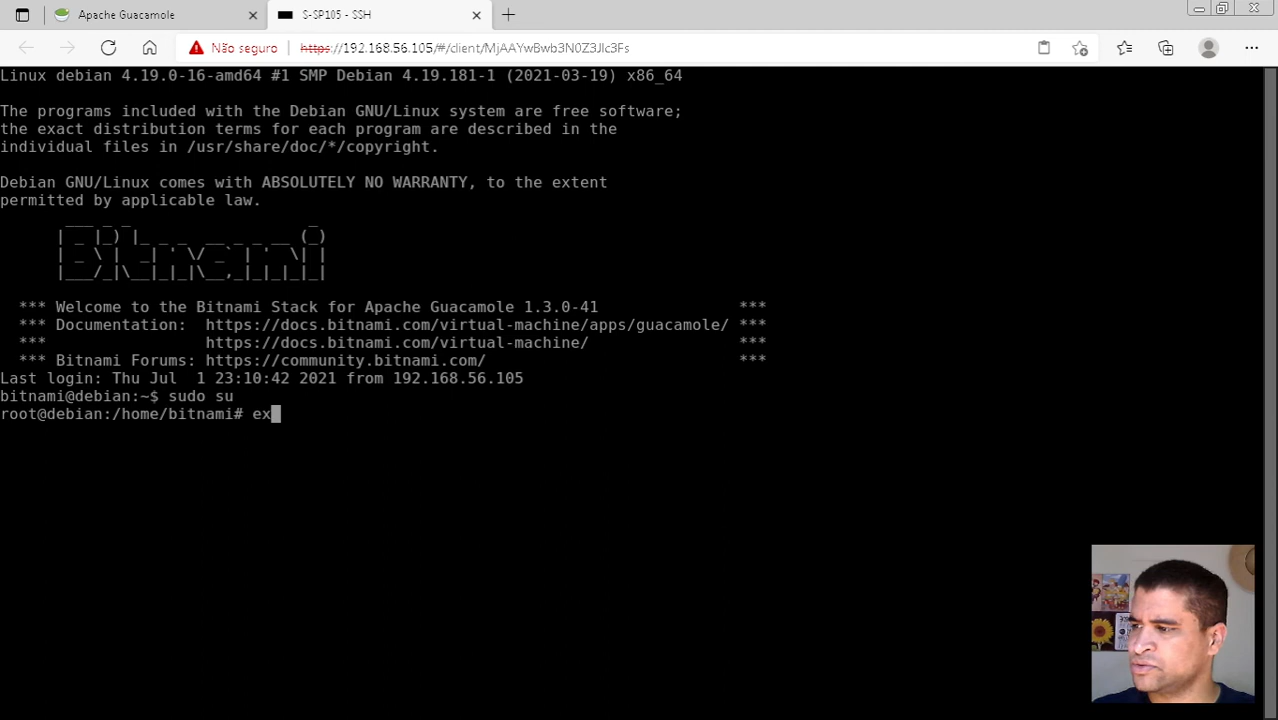 Apache Guacamole
S-SP105 - SSH
Não seguro
https://192.168.56.105/#/client/MjAAYwBwb3N0Z3Jlc3Fs
Linux debian 4.19.0-16-amd64 #1 SMP Debian 4.19.181-1 (2021-03-19) x86_64
The programs included with the Debian GNU/Linux system are free software;
the exact distribution terms for each program are described in the
individual files in /usr/share/doc/*/copyright.
Debian GNU/Linux comes with ABSOLUTELY NO WARRANTY, to the extent
permitted by applicable law.
Bitnami
*** Welcome to the Bitnami Stack for Apache Guacamole 1.3.0-41 ***
*** Documentation: https://docs.bitnami.com/virtual-machine/apps/guacamole/ ***
*** https://docs.bitnami.com/virtual-machine/ ***
*** Bitnami Forums: https://community.bitnami.com/ ***
Last login: Thu Jul 1 23:10:42 2021 from 192.168.56.105
bitnami@debian:~$ sudo su
root@debian:/home/bitnami# ex